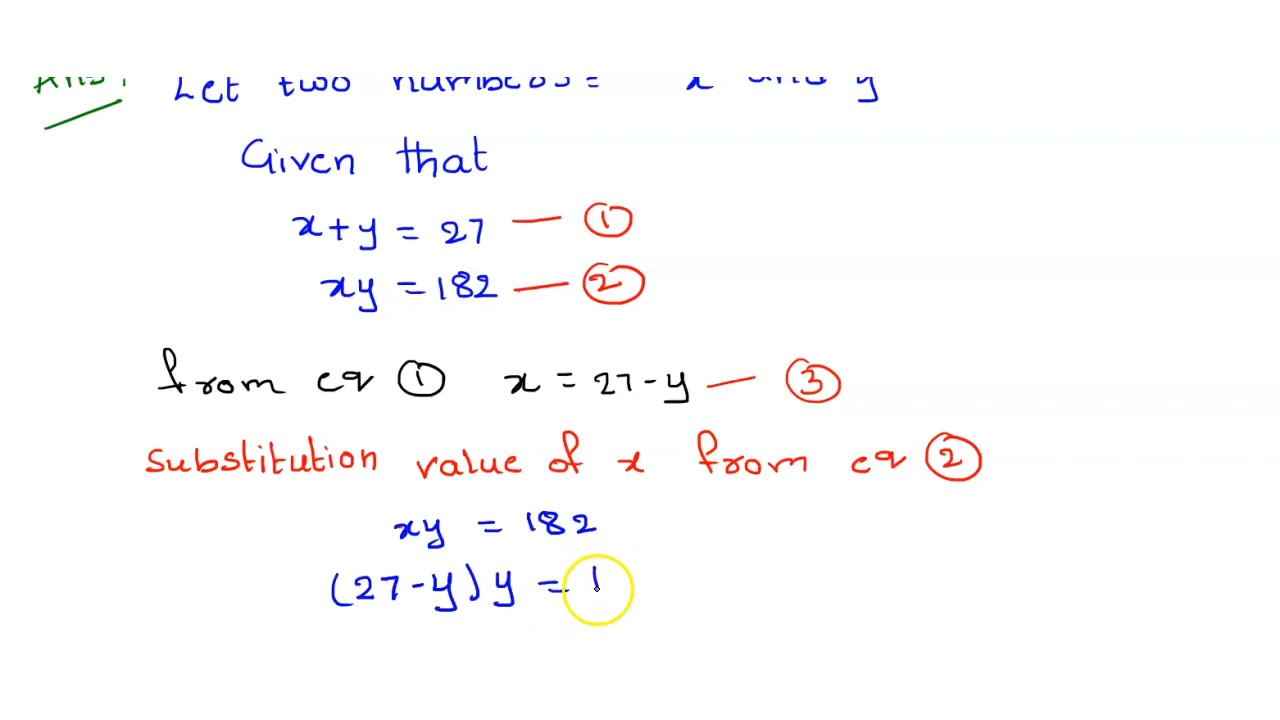 Ans:
Let two numbers: x and y
Given that
x + y = 27 — ①
xy = 182 — ②
from eq ① x = 27 - y — ③
substitution value of x from eq ②
xy = 182
(27 - y) y = 1